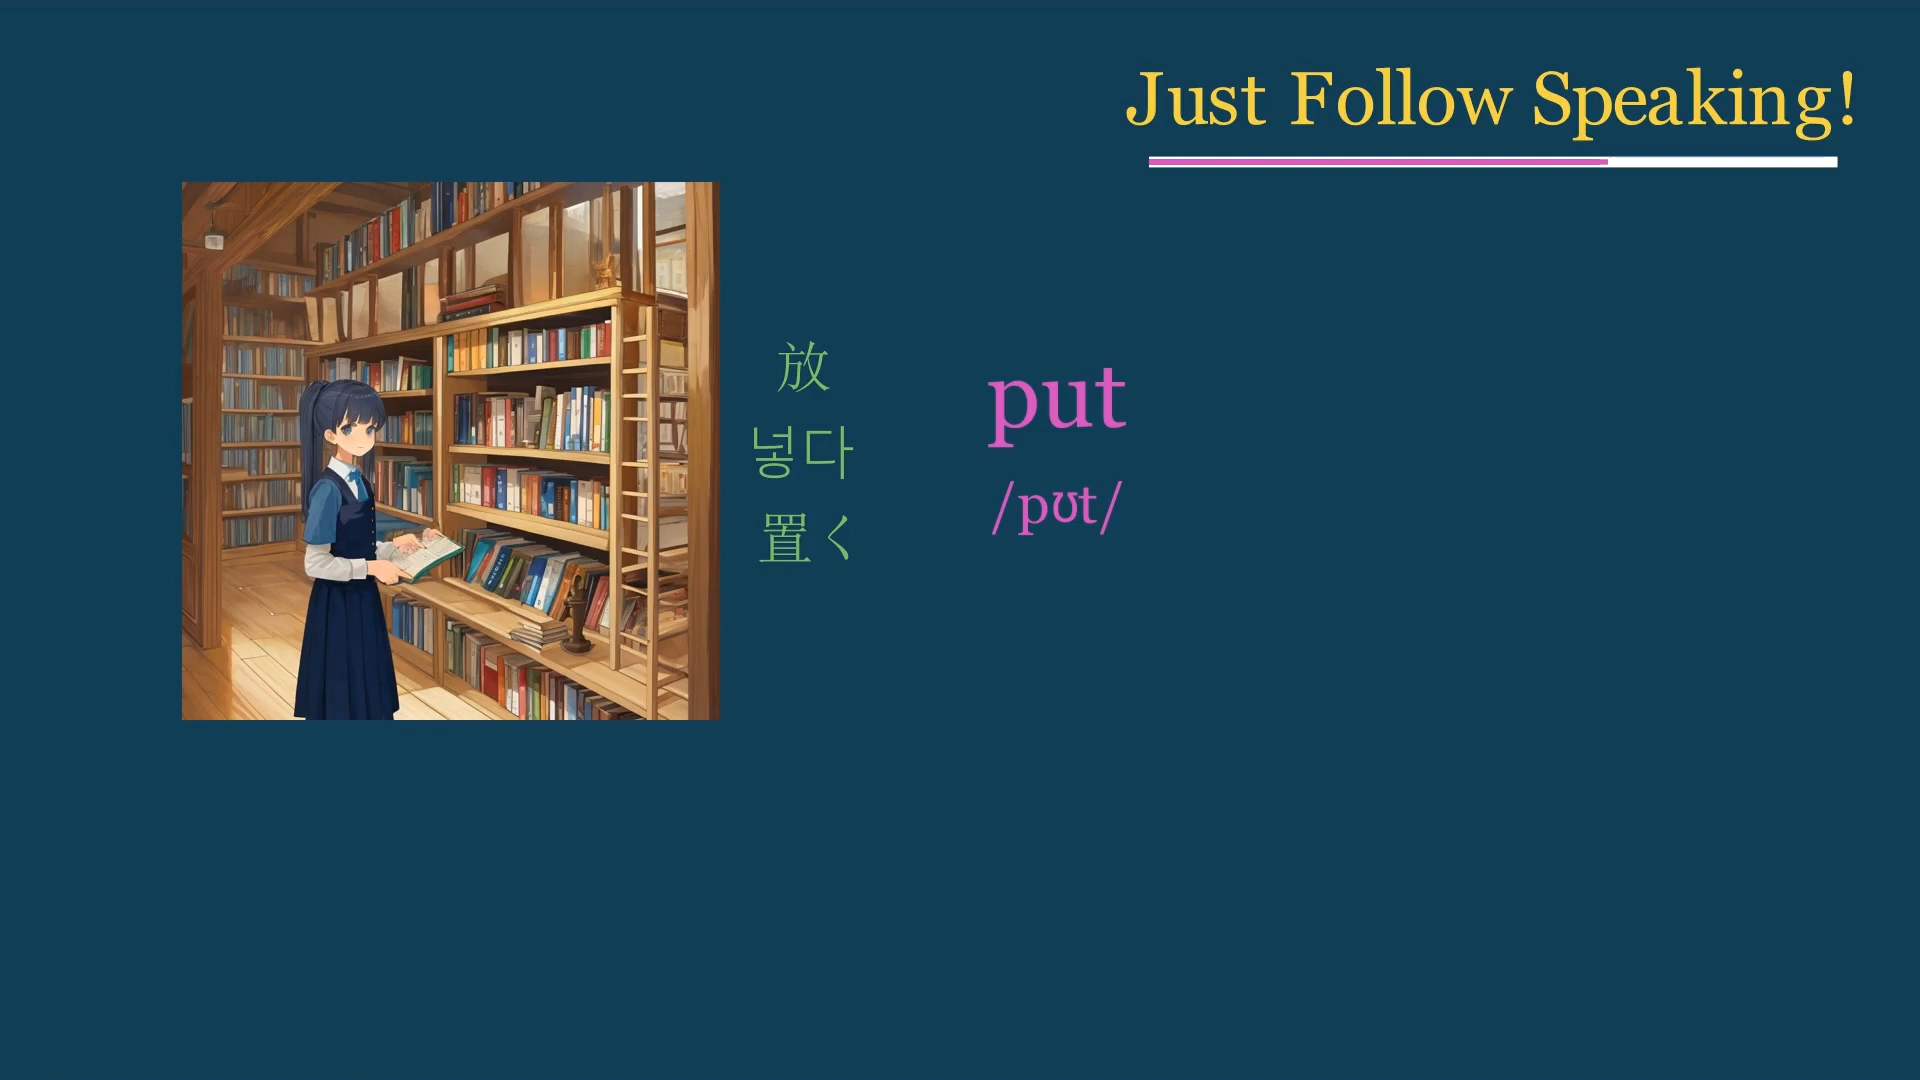 Just Follow Speaking!
放
넣다
置く
put
/pʊt/